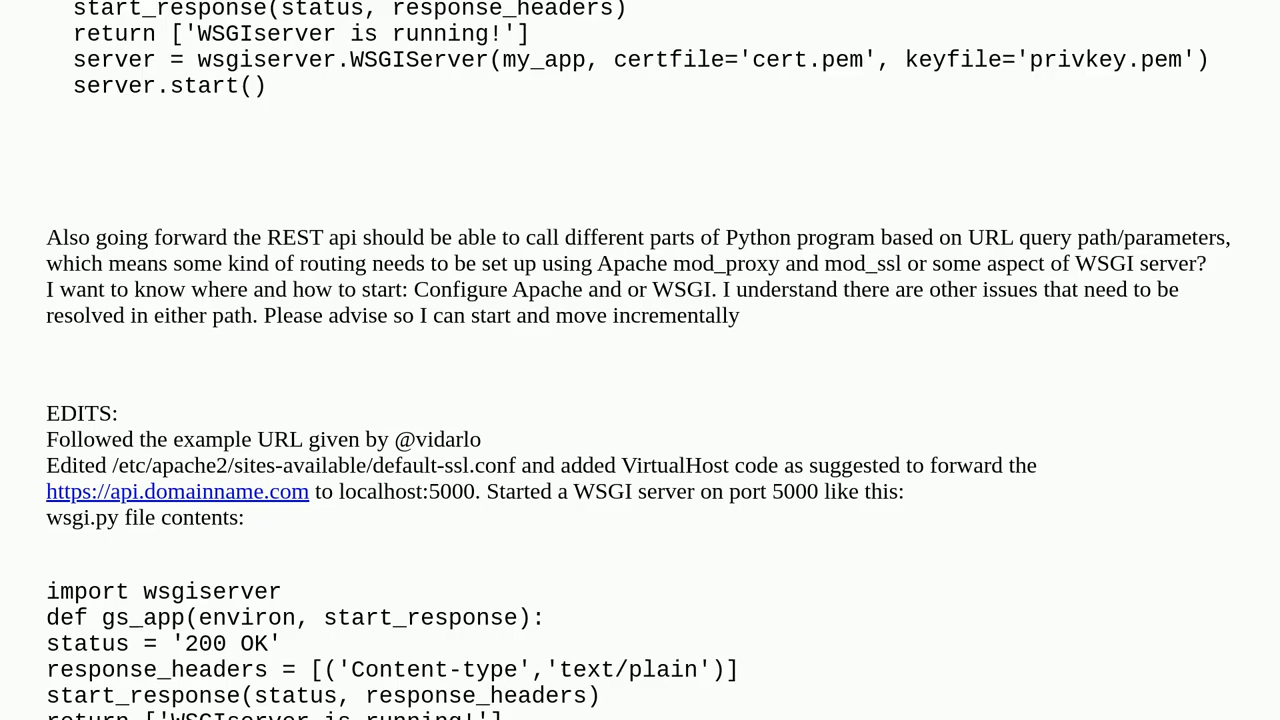 start_response(status, response_headers)
return ['WSGIserver is running!']
server = wsgiserver.WSGIServer(my_app, certfile='cert.pem', keyfile='privkey.pem')
server.start()
Also going forward the REST api should be able to call different parts of Python program based on URL query path/parameters,
which means some kind of routing needs to be set up using Apache mod_proxy and mod_ssl or some aspect of WSGI server?
I want to know where and how to start: Configure Apache and or WSGI. I understand there are other issues that need to be
resolved in either path. Please advise so I can start and move incrementally
EDITS:
Followed the example URL given by @vidarlo
Edited /etc/apache2/sites-available/default-ssl.conf and added VirtualHost code as suggested to forward the
https://api.domainname.com to localhost:5000. Started a WSGI server on port 5000 like this:
wsgi.py file contents:
import wsgiserver
def gs_app(environ, start_response):
status = '200 OK'
response_headers = [('Content-type','text/plain')]
start_response(status, response_headers)
return ['WSGIserver is running!']